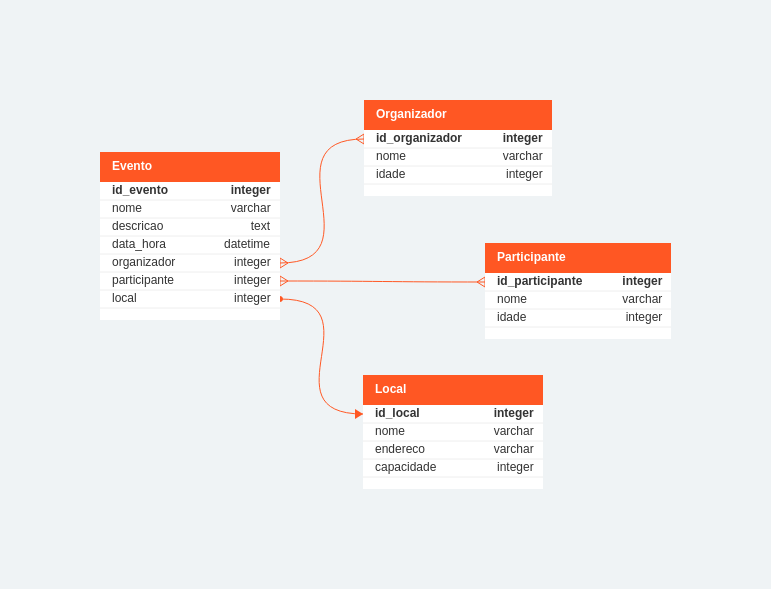 Evento
id_evento integer
nome varchar
descricao text
data_hora datetime
organizador integer
participante integer
local integer
Organizador
id_organizador integer
nome varchar
idade integer
Participante
id_participante integer
nome varchar
idade integer
Local
id_local integer
nome varchar
endereco varchar
capacidade integer